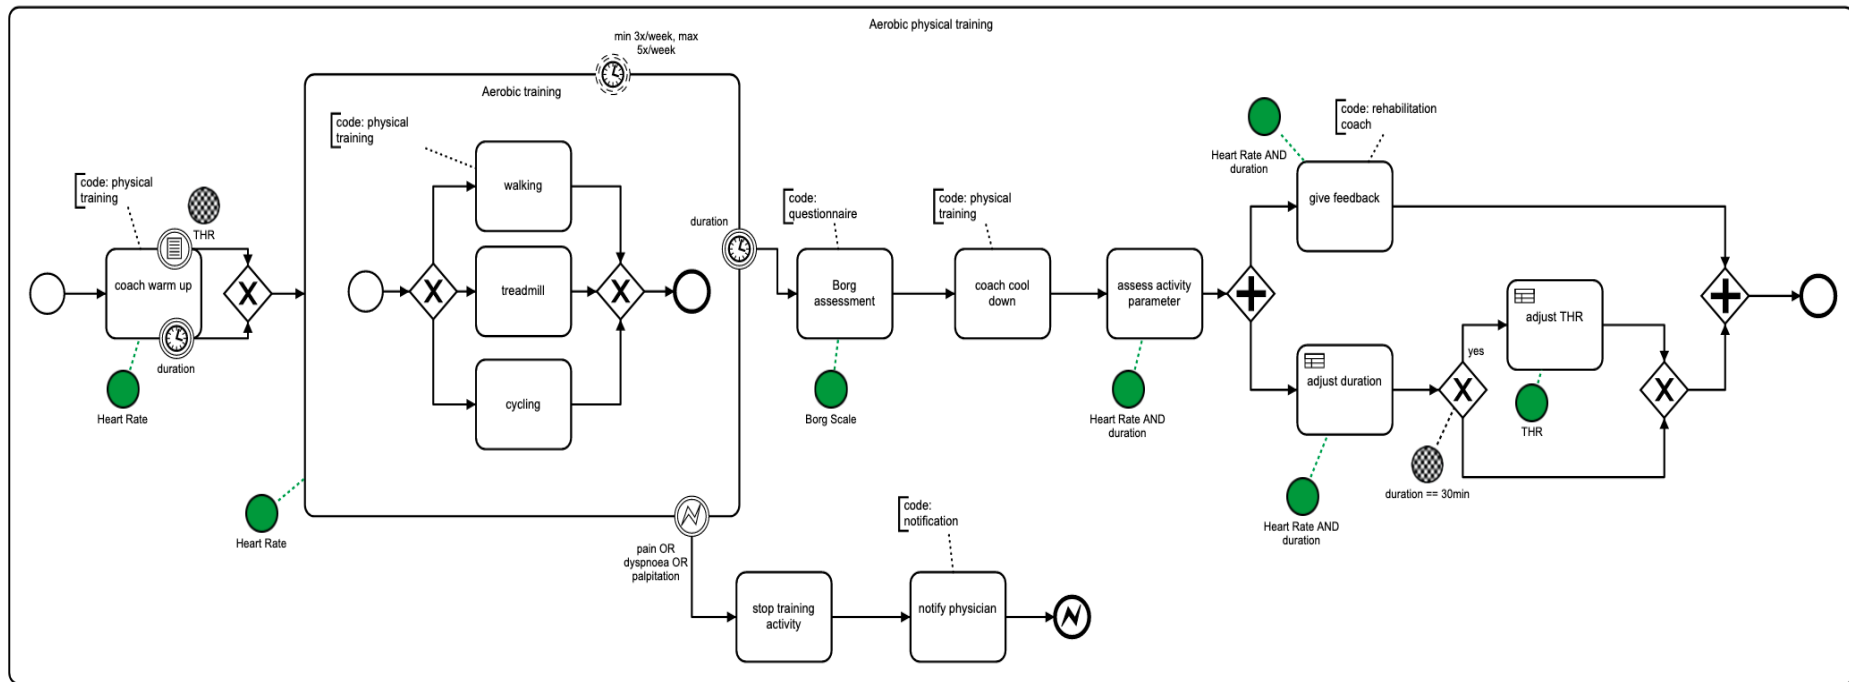 Aerobic physical training
min 3x/week, max
5x/week
Aerobic training
code: physical
training
THR
coach warm up
duration
Heart Rate
code: physical
training
walking
treadmill
cycling
Heart Rate
duration
pain OR
dyspnoea OR
palpitation
stop training
activity
code:
notification
notify physician
code:
questionnaire
Borg
assessment
Borg Scale
code: physical
training
coach cool
down
assess activity
parameter
Heart Rate AND
duration
Heart Rate AND
duration
code: rehabilitation
coach
give feedback
adjust duration
Heart Rate AND
duration
yes
duration == 30min
adjust THR
THR